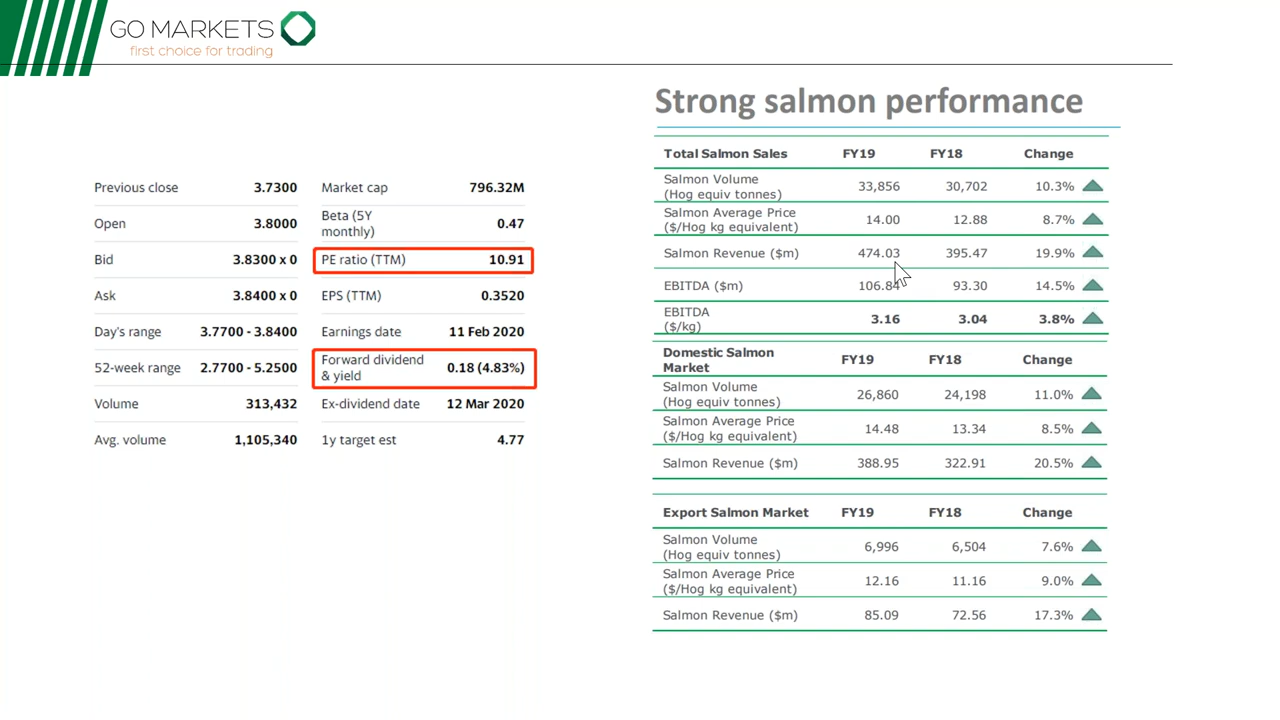 GO MARKETS
first choice for trading
Previous close 3.7300
Open 3.8000
Bid 3.8300 x 0
Ask 3.8400 x 0
Day's range 3.7700 - 3.8400
52-week range 2.7700 - 5.2500
Volume 313,432
Avg. volume 1,105,340
Market cap 796.32M
Beta (5Y
monthly) 0.47
PE ratio (TTM) 10.91
EPS (TTM) 0.3520
Earnings date 11 Feb 2020
Forward dividend
& yield 0.18 (4.83%)
Ex-dividend date 12 Mar 2020
1y target est 4.77
Strong salmon performance
Total Salmon Sales FY19 FY18 Change
Salmon Volume
(Hog equiv tonnes) 33,856 30,702 10.3%
Salmon Average Price
($/Hog kg equivalent) 14.00 12.88 8.7%
Salmon Revenue ($m) 474.03 395.47 19.9%
EBITDA ($m) 106.84 93.30 14.5%
EBITDA
($/kg) 3.16 3.04 3.8%
Domestic Salmon
Market FY19 FY18 Change
Salmon Volume
(Hog equiv tonnes) 26,860 24,198 11.0%
Salmon Average Price
($/Hog kg equivalent) 14.48 13.34 8.5%
Salmon Revenue ($m) 388.95 322.91 20.5%
Export Salmon Market FY19 FY18 Change
Salmon Volume
(Hog equiv tonnes) 6,996 6,504 7.6%
Salmon Average Price
($/Hog kg equivalent) 12.16 11.16 9.0%
Salmon Revenue ($m) 85.09 72.56 17.3%